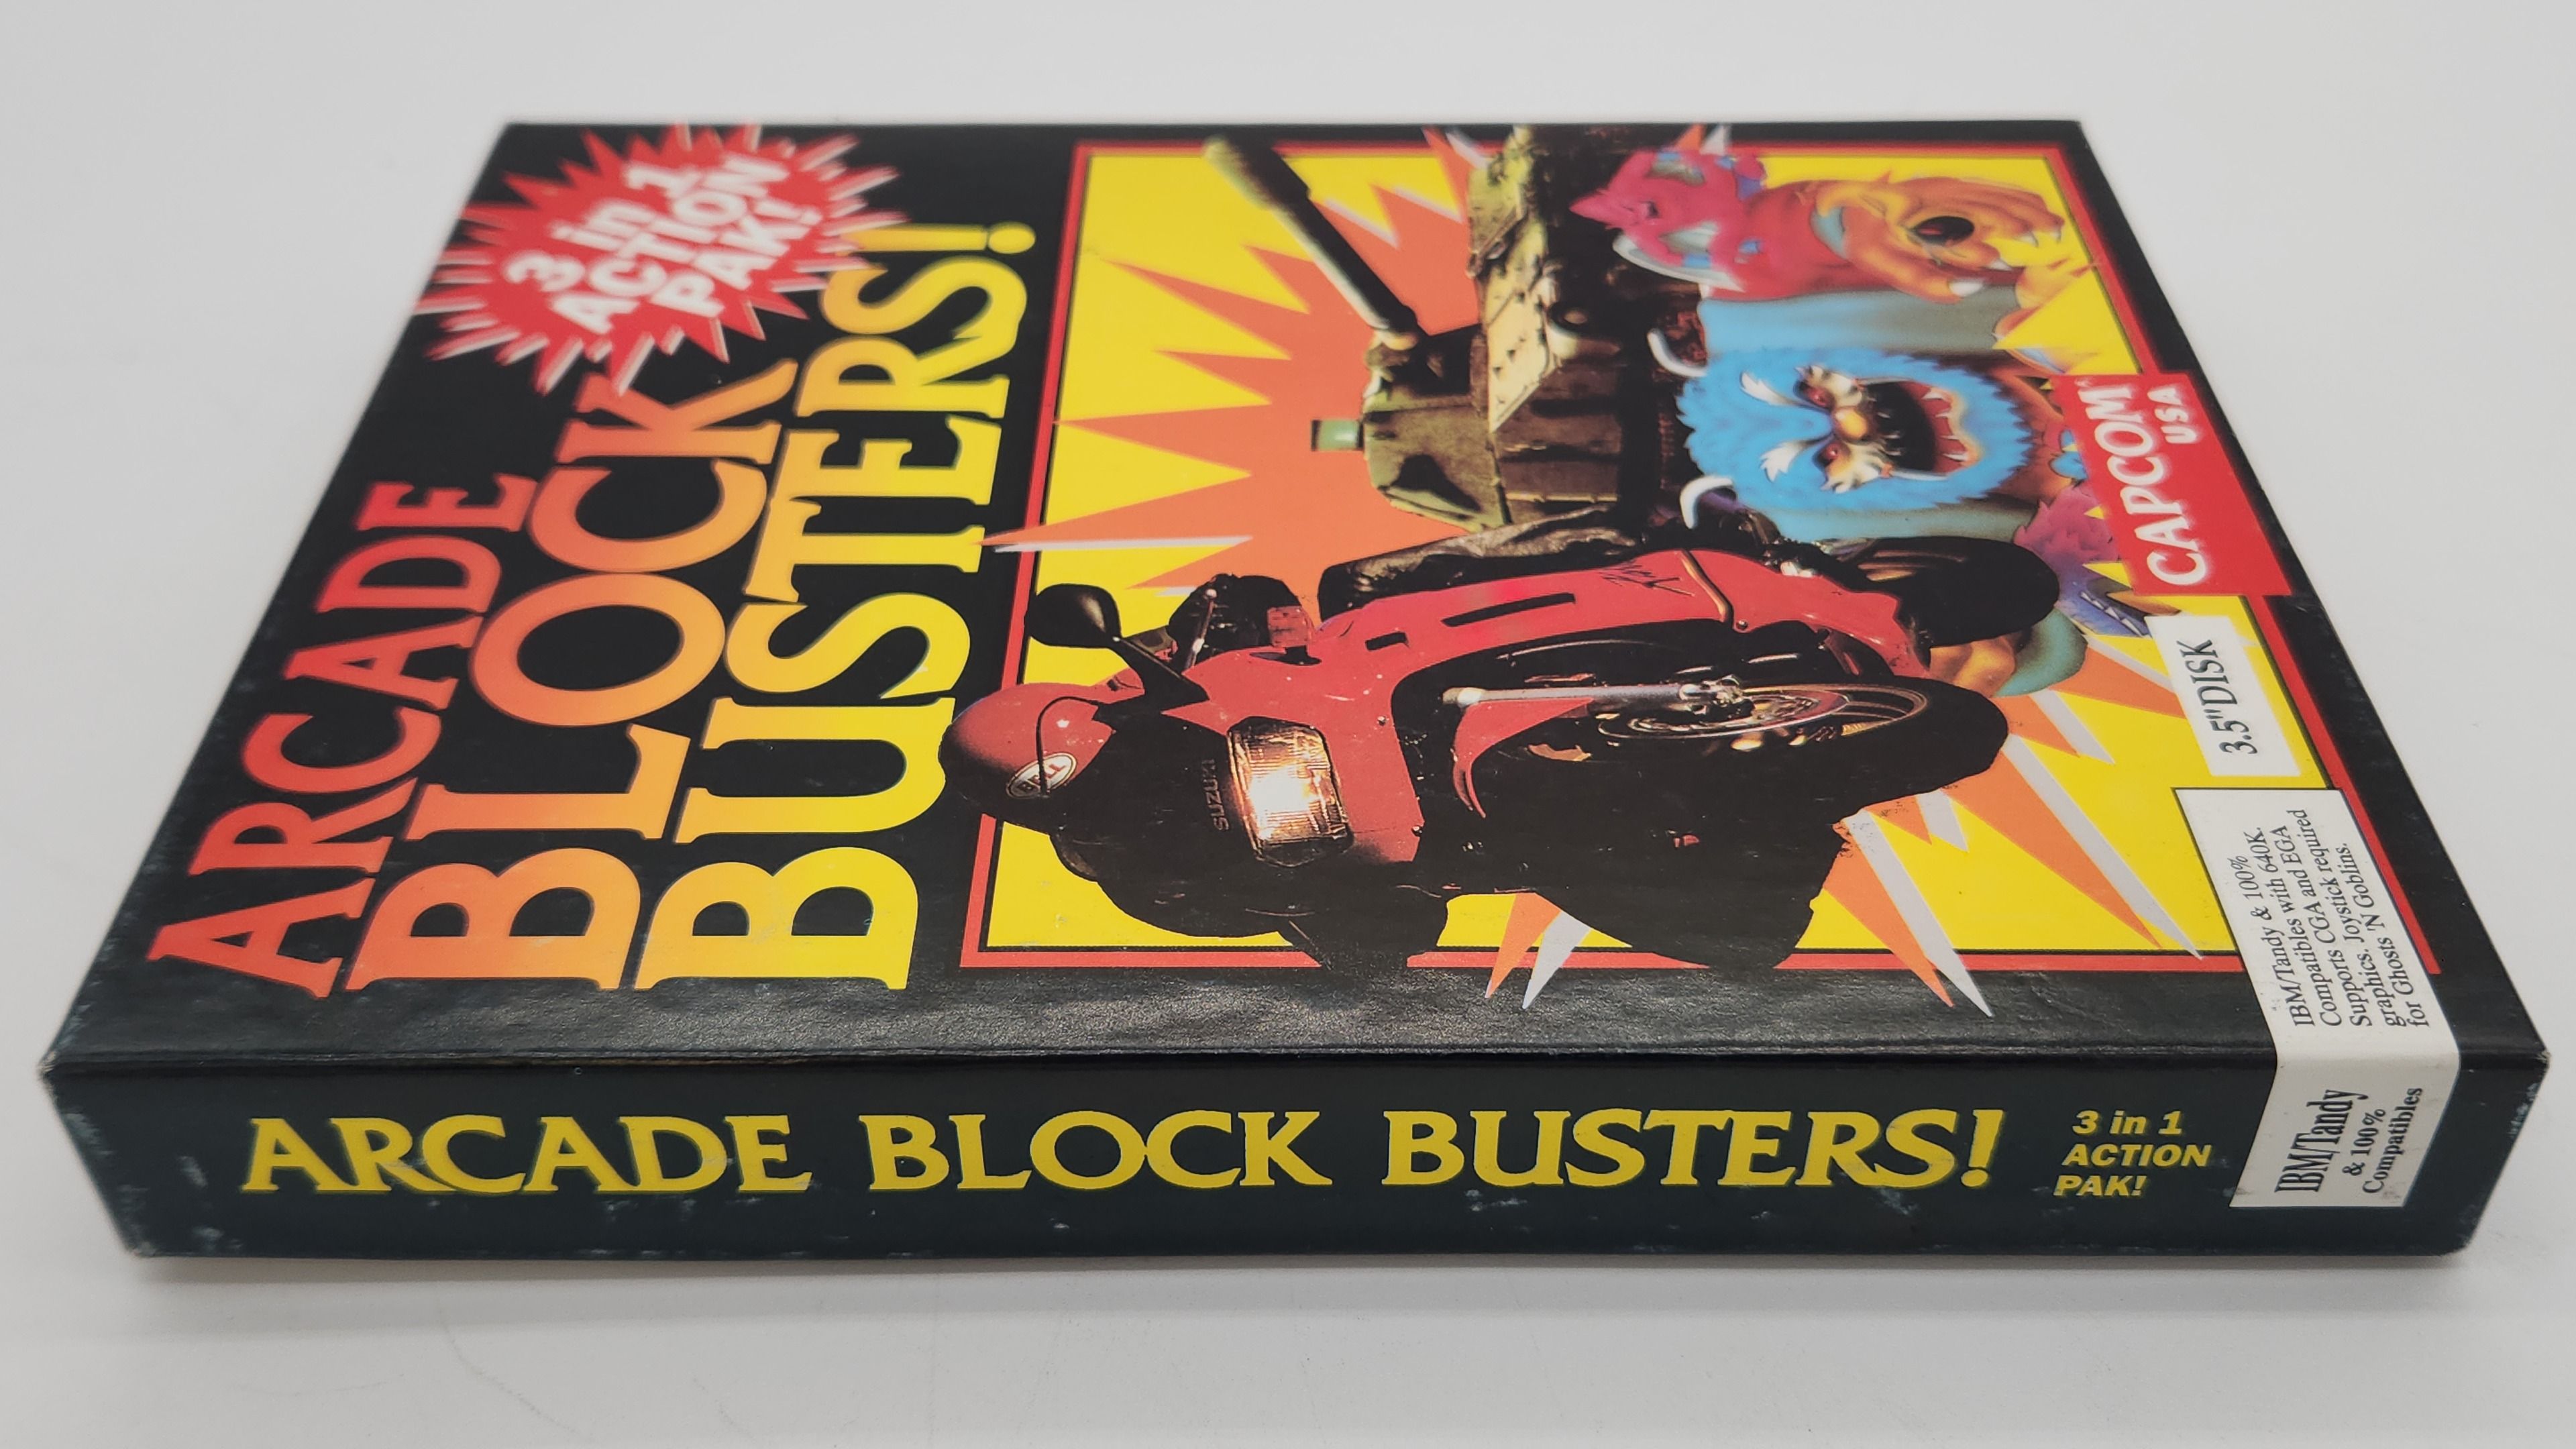 3 in 1
ACTION
PAK!
ARCADE
BLOCK
BUSTERS!
SUZUKI
BELL
CAPCOM
USA
3.5" DISK
IBM/Tandy & 100%
Compatibles with 640K.
Supports CGA and EGA
graphics. Joystick required
for Ghosts 'N Goblins.
ARCADE BLOCK BUSTERS!
3 in 1
ACTION
PAK!
IBM/Tandy
& 100%
Compatibles